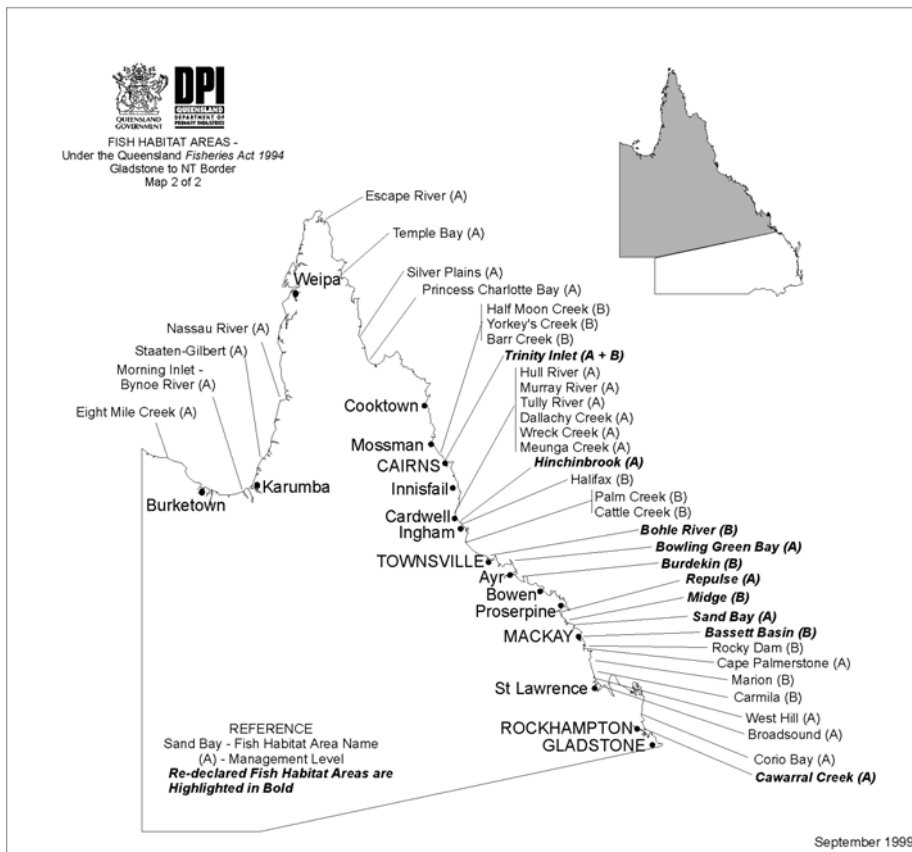 QUEENSLAND
GOVERNMENT
DPI
QUEENSLAND
DEPARTMENT OF
PRIMARY INDUSTRIES
FISH HABITAT AREAS -
Under the Queensland Fisheries Act 1994
Gladstone to NT Border
Map 2 of 2
Escape River (A)
Temple Bay (A)
Weipa
Silver Plains (A)
Princess Charlotte Bay (A)
Half Moon Creek (B)
Yorkey's Creek (B)
Barr Creek (B)
Trinity Inlet (A + B)
Nassau River (A)
Staaten-Gilbert (A)
Morning Inlet -
Bynoe River (A)
Eight Mile Creek (A)
Hull River (A)
Murray River (A)
Tully River (A)
Dallachy Creek (A)
Wreck Creek (A)
Meunga Creek (A)
Hinchinbrook (A)
Halifax (B)
Palm Creek (B)
Cattle Creek (B)
Cooktown
Mossman
CAIRNS
Innisfail
Karumba
Burketown
Cardwell
Ingham
Bohle River (B)
Bowling Green Bay (A)
Burdekin (B)
Repulse (A)
Midge (B)
Sand Bay (A)
Bassett Basin (B)
TOWNSVILLE
Ayr
Bowen
Proserpine
MACKAY
Rocky Dam (B)
Cape Palmerstone (A)
Marion (B)
Carmila (B)
St Lawrence
West Hill (A)
Broadsound (A)
ROCKHAMPTON
GLADSTONE
Corio Bay (A)
Cawarral Creek (A)
REFERENCE
Sand Bay - Fish Habitat Area Name
(A) - Management Level
Re-declared Fish Habitat Areas are
Highlighted in Bold
September 1999